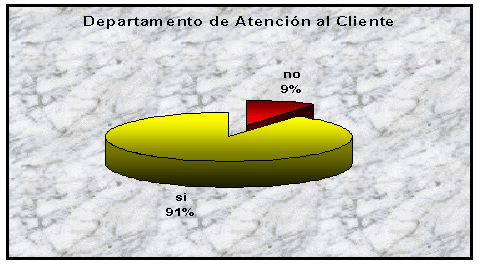 Departamento de Atención al Cliente
no
9%
si
91%